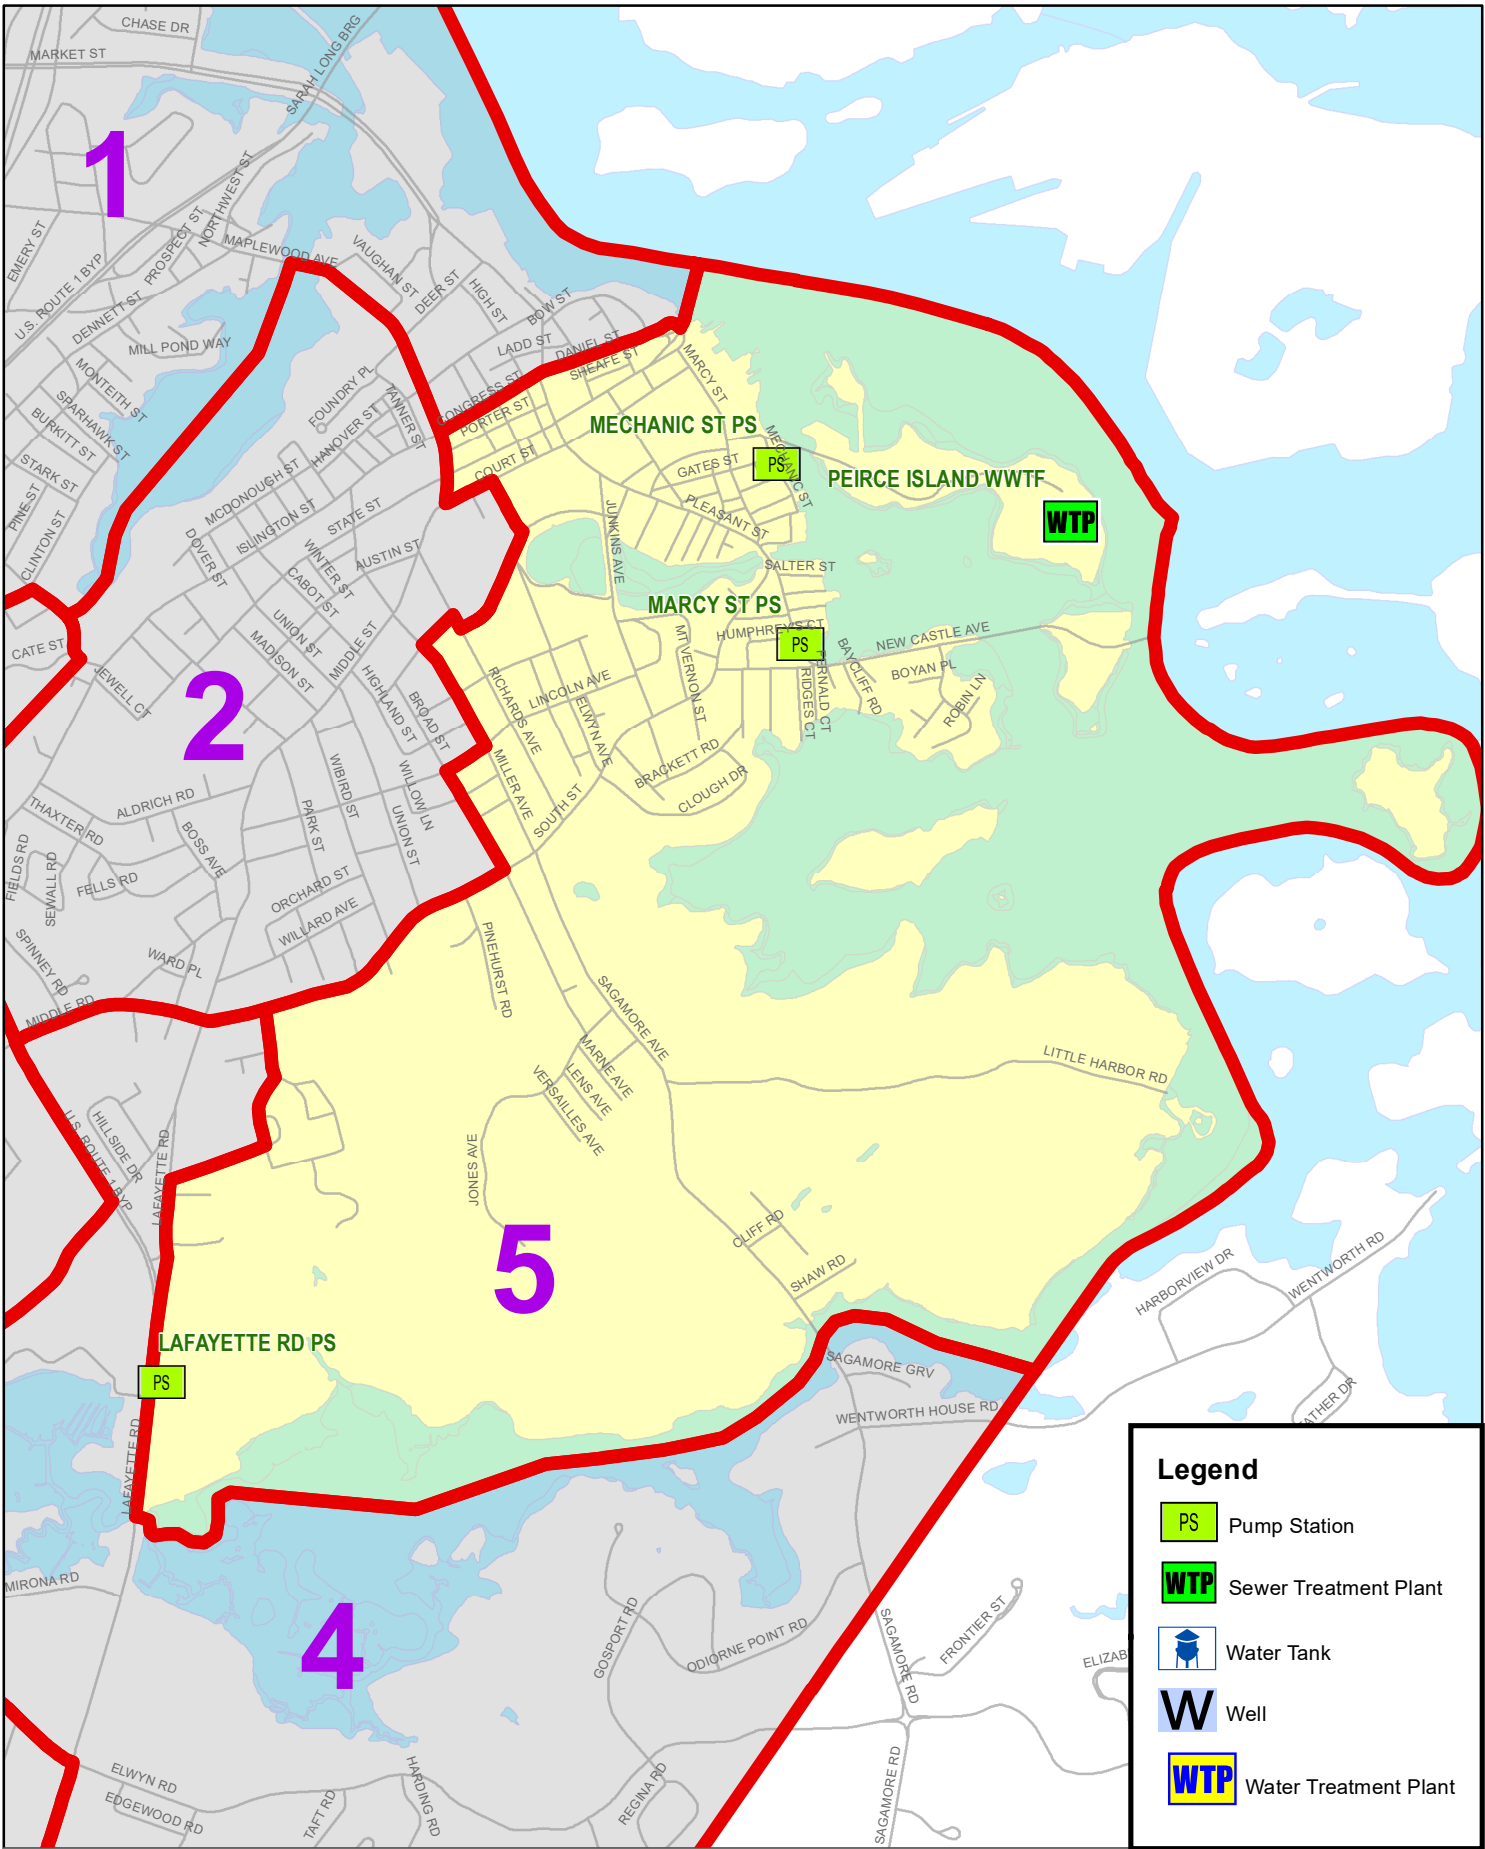 CHASE DR
MARKET ST
SARAH LONG BRG
1
EMERY ST
U.S. ROUTE 1 BYP
PROSPECT ST
NORTHWEST ST
MAPLEWOOD AVE
VAUGHAN ST
DEER ST
HIGH ST
BOW ST
DENNETT ST
MILL POND WAY
LADD ST
DANIEL ST
SHEAFE ST
MARCY ST
MONTEITH ST
SPARHAWK ST
BURKITT ST
STARK ST
PINE ST
CLINTON ST
FOUNDRY PL
TANNER ST
HANOVER ST
CONGRESS ST
PORTER ST
COURT ST
MECHANIC ST PS
PS
MECHANIC ST
GATES ST
PEIRCE ISLAND WWTF
WTP
MCDONOUGH ST
ISLINGTON ST
STATE ST
AUSTIN ST
DOVER ST
WINTER ST
CABOT ST
UNION ST
MADISON ST
MIDDLE ST
JUNKINS AVE
PLEASANT ST
SALTER ST
MARCY ST PS
PS
HUMPHREYS CT
NEW CASTLE AVE
MT VERNON ST
BAYCLIFF RD
BOYAN PL
ROBIN LN
FERNALD CT
RIDGES CT
CATE ST
JEWELL CT
2
HIGHLAND ST
BROAD ST
RICHARDS AVE
LINCOLN AVE
ELWYN AVE
BRACKETT RD
CLOUGH DR
MILLER AVE
SOUTH ST
ALDRICH RD
THAXTER RD
BOSS AVE
PARK ST
WIBIRD ST
WILLOW LN
UNION ST
FIELDS RD
SEWALL RD
FELLS RD
ORCHARD ST
WILLARD AVE
WARD PL
SPINNEY RD
MIDDLE RD
PINEHURST RD
SAGAMORE AVE
MARNE AVE
LENS AVE
VERSAILLES AVE
LITTLE HARBOR RD
JONES AVE
HILLSIDE DR
U.S. ROUTE 1 BYP
LAFAYETTE RD
5
CLIFF RD
SHAW RD
HARBORVIEW DR
WENTWORTH RD
LAFAYETTE RD PS
PS
SAGAMORE GRV
WENTWORTH HOUSE RD
LAFAYETTE RD
MIRONA RD
4
GOSPORT RD
ODIORNE POINT RD
SAGAMORE RD
FRONTIER ST
ELIZAB
ELWYN RD
EDGEWOOD RD
TAFT RD
HARDING RD
REGINA RD
SAGAMORE RD
Legend
PS Pump Station
WTP Sewer Treatment Plant
Water Tank
W Well
WTP Water Treatment Plant